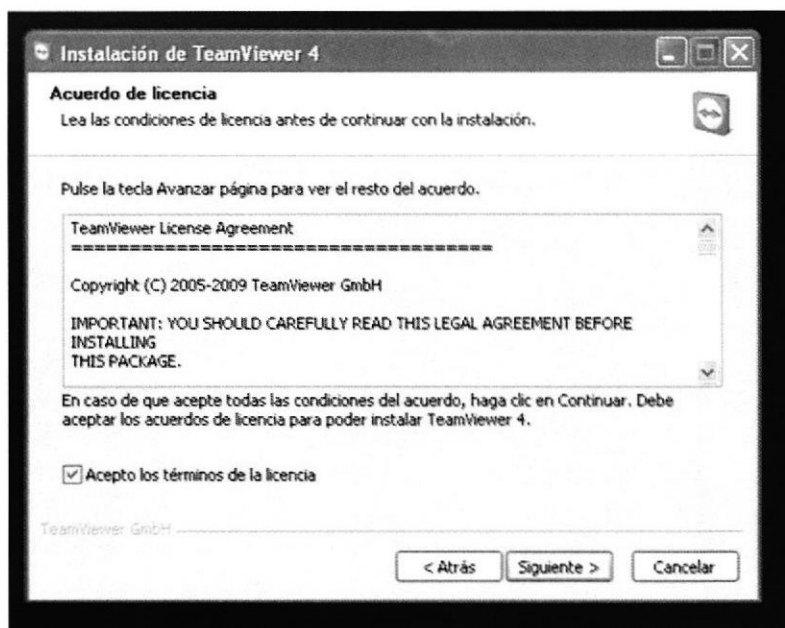 Instalación de TeamViewer 4
Acuerdo de licencia
Lea las condiciones de licencia antes de continuar con la instalación.
Pulse la tecla Avanzar página para ver el resto del acuerdo.
TeamViewer License Agreement
====================================
Copyright (C) 2005-2009 TeamViewer GmbH
IMPORTANT: YOU SHOULD CAREFULLY READ THIS LEGAL AGREEMENT BEFORE
INSTALLING
THIS PACKAGE.
En caso de que acepte todas las condiciones del acuerdo, haga clic en Continuar. Debe
aceptar los acuerdos de licencia para poder instalar TeamViewer 4.
Acepto los términos de la licencia
TeamViewer GmbH
< Atrás Siguiente > Cancelar